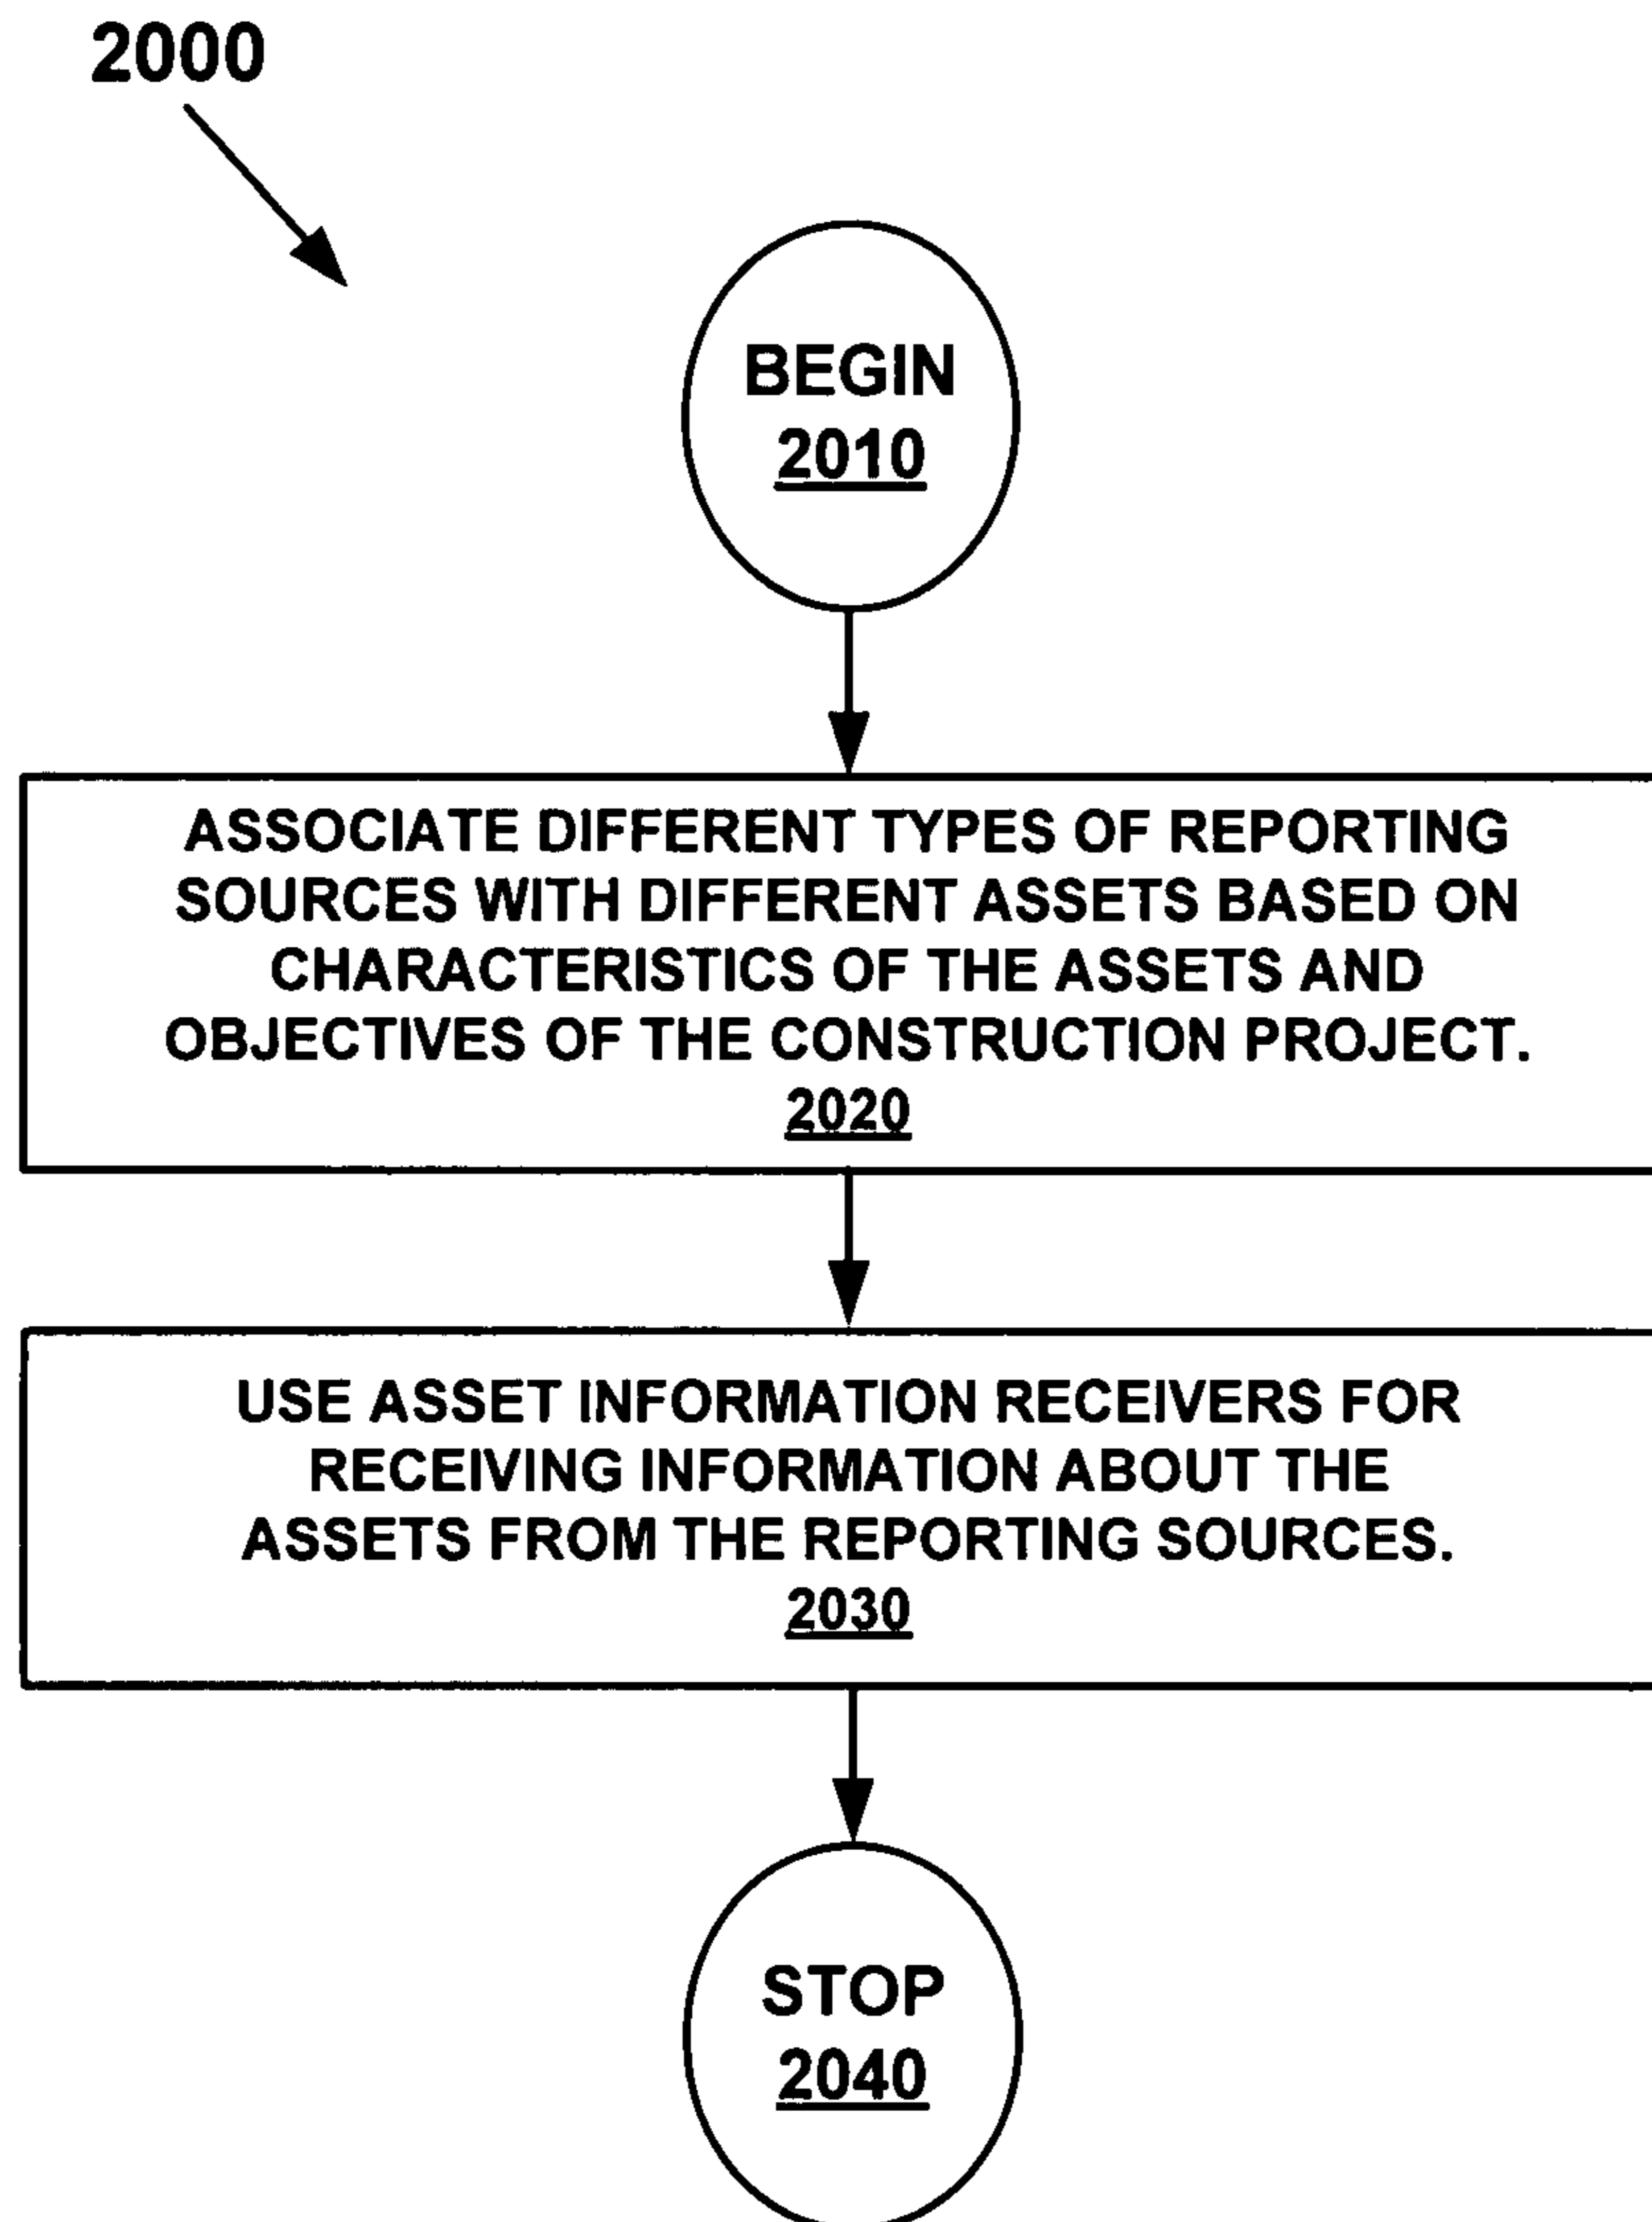 2000
BEGIN
2010
ASSOCIATE DIFFERENT TYPES OF REPORTING
SOURCES WITH DIFFERENT ASSETS BASED ON
CHARACTERISTICS OF THE ASSETS AND
OBJECTIVES OF THE CONSTRUCTION PROJECT.
2020
USE ASSET INFORMATION RECEIVERS FOR
RECEIVING INFORMATION ABOUT THE
ASSETS FROM THE REPORTING SOURCES.
2030
STOP
2040